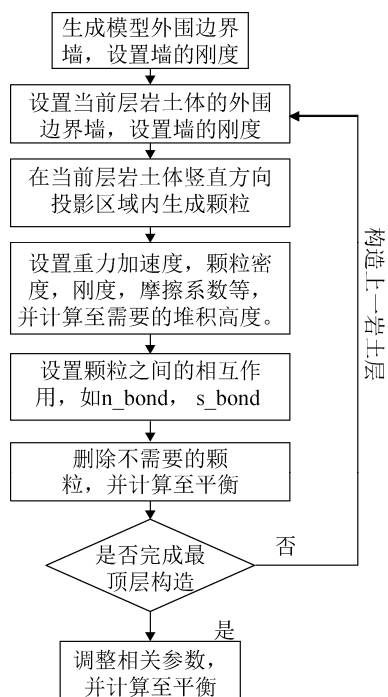 生成模型外围边界
墙，设置墙的刚度
设置当前层岩土体的外围
边界墙，设置墙的刚度
在当前层岩土体竖直方向
投影区域内生成颗粒
设置重力加速度，颗粒密
度，刚度，摩擦系数等，
并计算至需要的堆积高度。
设置颗粒之间的相互作
用，如n_bond， s_bond
删除不需要的颗
粒，并计算至平衡
是否完成最
顶层构造
否
构造上一岩土层
是
调整相关参数，
并计算至平衡